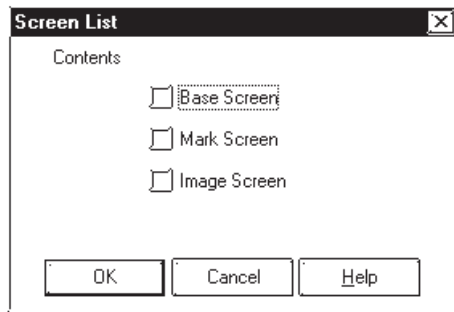 Screen List
Contents
Base Screen
Mark Screen
Image Screen
OK Cancel Help